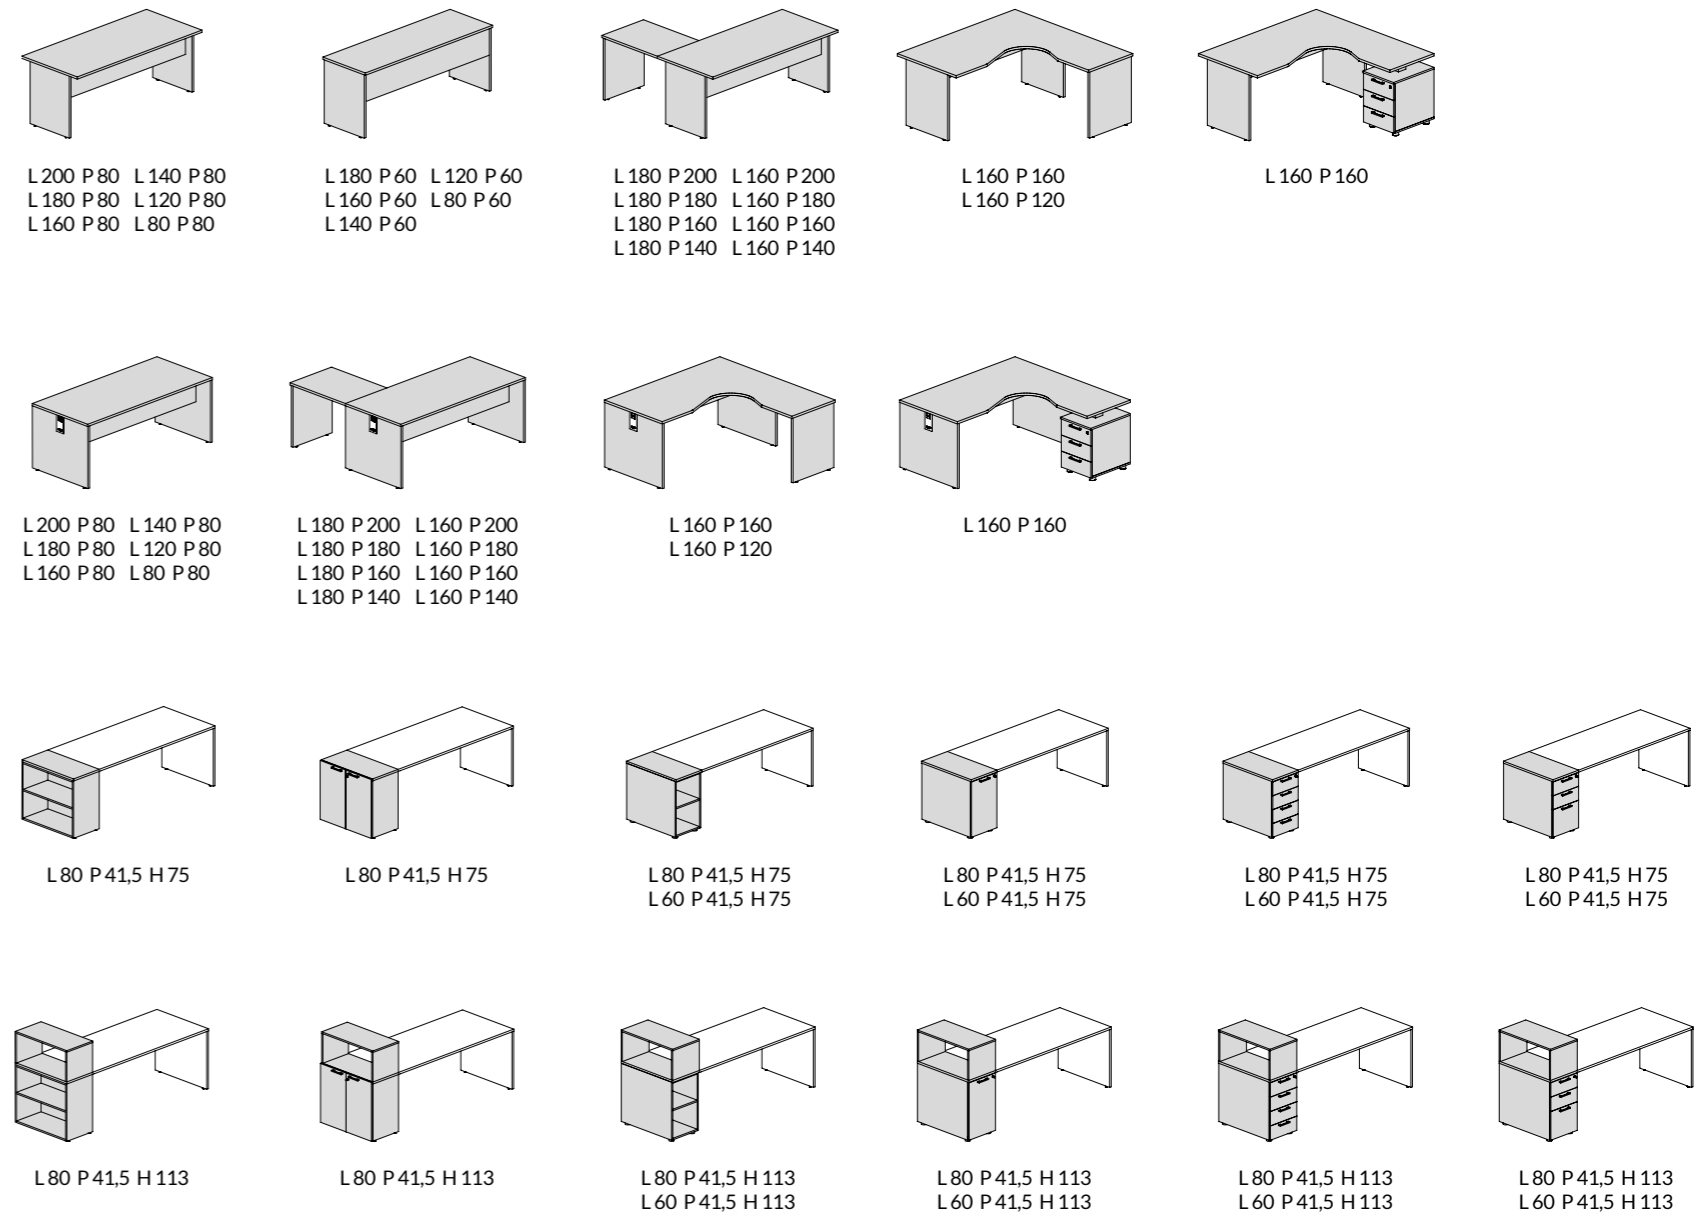 L 200 P 80 L 140 P 80
L 180 P 80 L 120 P 80
L 160 P 80 L 80 P 80
L 180 P 60 L 120 P 60
L 160 P 60 L 80 P 60
L 140 P 60
L 180 P 200 L 160 P 200
L 180 P 180 L 160 P 180
L 180 P 160 L 160 P 160
L 180 P 140 L 160 P 140
L 160 P 160
L 160 P 120
L 160 P 160
L 200 P 80 L 140 P 80
L 180 P 80 L 120 P 80
L 160 P 80 L 80 P 80
L 180 P 200 L 160 P 200
L 180 P 180 L 160 P 180
L 180 P 160 L 160 P 160
L 180 P 140 L 160 P 140
L 160 P 160
L 160 P 120
L 160 P 160
L 80 P 41,5 H 75
L 80 P 41,5 H 75
L 80 P 41,5 H 75
L 60 P 41,5 H 75
L 80 P 41,5 H 75
L 60 P 41,5 H 75
L 80 P 41,5 H 75
L 60 P 41,5 H 75
L 80 P 41,5 H 75
L 60 P 41,5 H 75
L 80 P 41,5 H 113
L 80 P 41,5 H 113
L 80 P 41,5 H 113
L 60 P 41,5 H 113
L 80 P 41,5 H 113
L 60 P 41,5 H 113
L 80 P 41,5 H 113
L 60 P 41,5 H 113
L 80 P 41,5 H 113
L 60 P 41,5 H 113